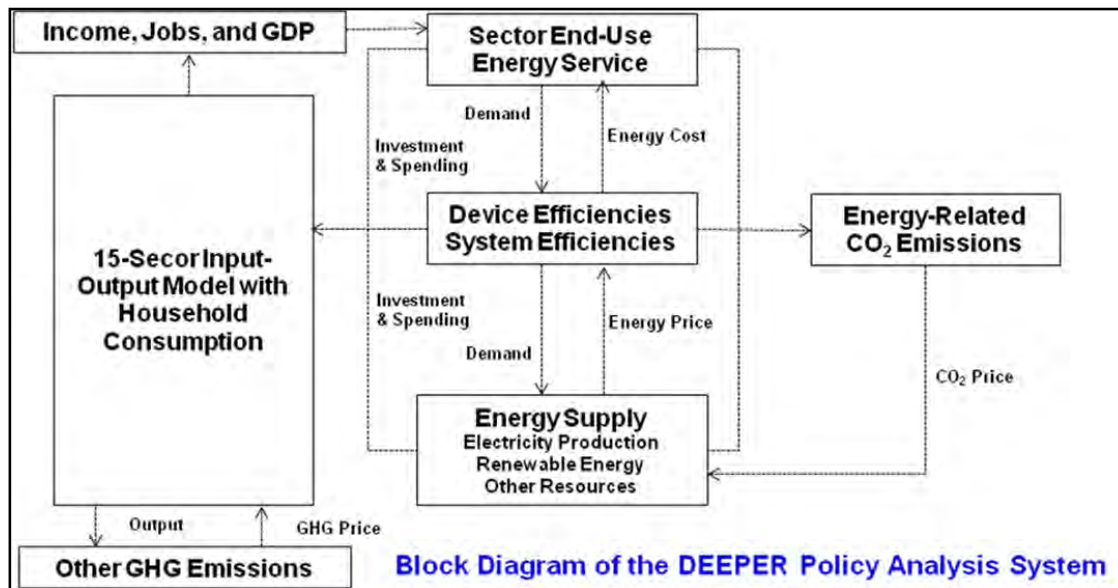 Income, Jobs, and GDP
Sector End-Use
Energy Service
Demand
Energy Cost
Investment
& Spending
Device Efficiencies
System Efficiencies
Energy-Related
CO₂ Emissions
15-Secor Input-
Output Model with
Household
Consumption
Investment
& Spending
Energy Price
Demand
CO₂ Price
Energy Supply
Electricity Production
Renewable Energy
Other Resources
Output
GHG Price
Other GHG Emissions
Block Diagram of the DEEPER Policy Analysis System